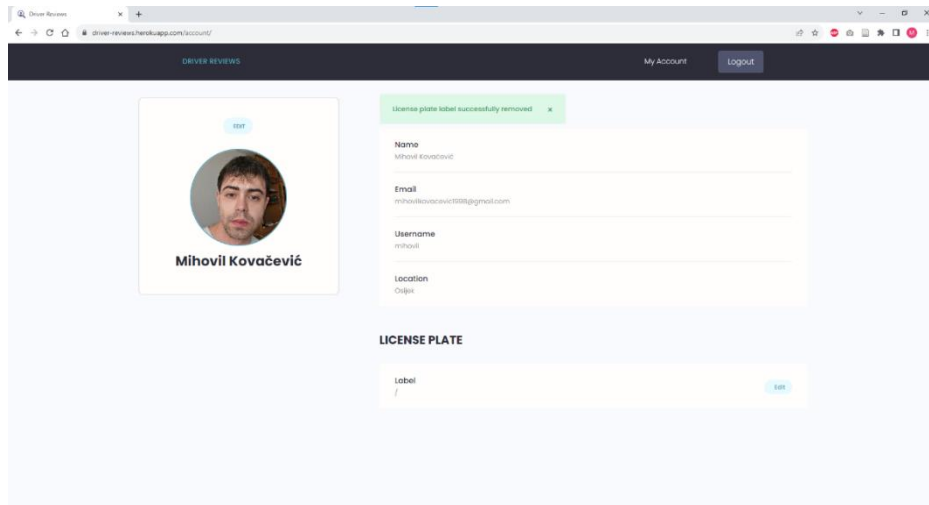 Driver Reviews
driver-reviews.herokuapp.com/account/
DRIVER REVIEWS
My Account
Logout
License plate label successfully removed ×
EDIT
Mihovil Kovačević
Name
Mihovil Kovačević
Email
mihovilkovacevic1998@gmail.com
Username
mihovil
Location
Osijek
LICENSE PLATE
Label
/
Edit